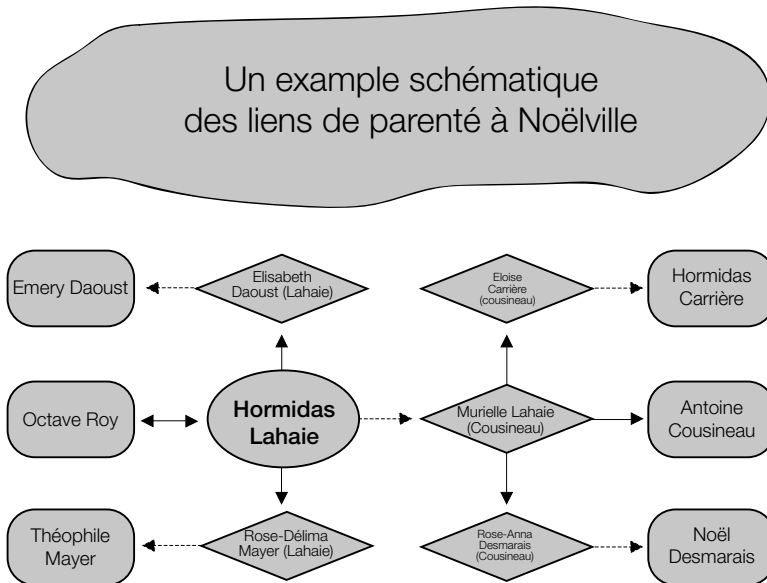 Un example schématique
des liens de parenté à Noëlville
Emery Daoust
Elisabeth
Daoust (Lahaie)
Eloise
Carrière
(cousineau)
Hormidas
Carrière
Octave Roy
Hormidas
Lahaie
Murielle Lahaie
(Cousineau)
Antoine
Cousineau
Théophile
Mayer
Rose-Délima
Mayer (Lahaie)
Rose-Anna
Desmarais
(Cousineau)
Noël
Desmarais